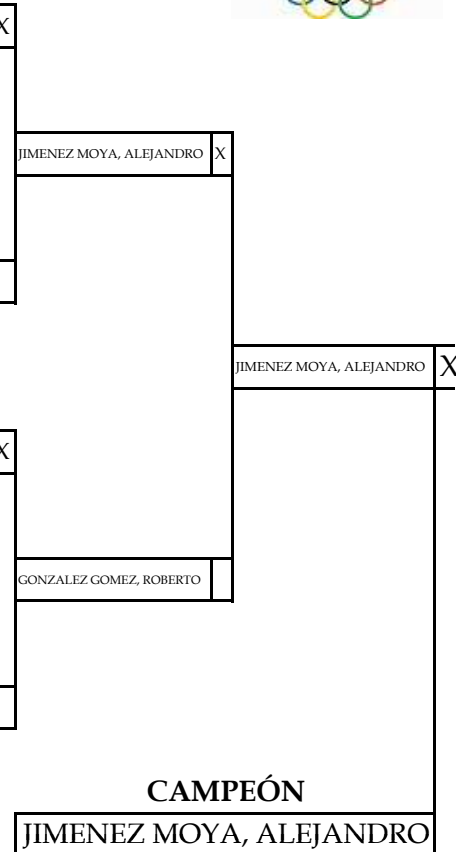 X
JIMENEZ MOYA, ALEJANDRO X
JIMENEZ MOYA, ALEJANDRO X
X
GONZALEZ GOMEZ, ROBERTO
CAMPEÓN
JIMENEZ MOYA, ALEJANDRO